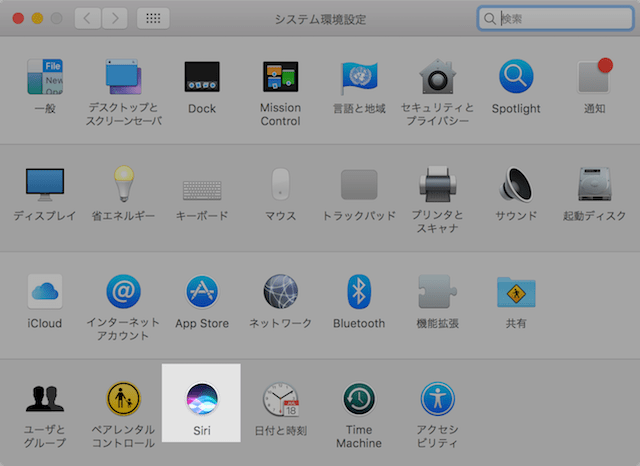 システム環境設定
検索
File
New
Ope
一般
デスクトップと
スクリーンセーバ
Dock
Mission
Control
言語と地域
セキュリティと
プライバシー
Spotlight
通知
ディスプレイ
省エネルギー
キーボード
マウス
トラックパッド
プリンタと
スキャナ
サウンド
起動ディスク
iCloud
インターネット
アカウント
App Store
ネットワーク
Bluetooth
機能拡張
共有
ユーザと
グループ
ペアレンタル
コントロール
Siri
JUL
18
日付と時刻
Time
Machine
アクセシ
ビリティ